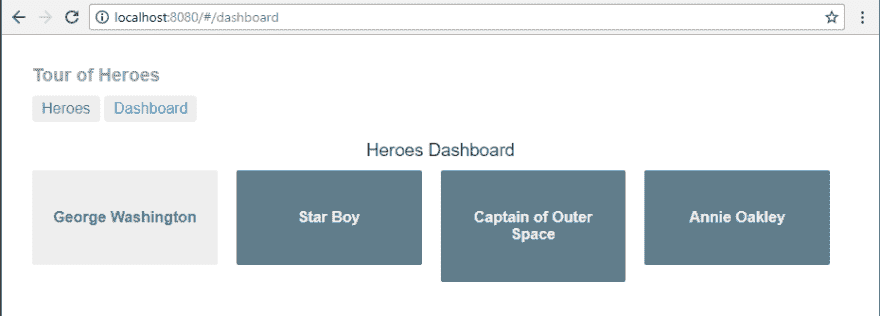 localhost:8080/#/dashboard
Tour of Heroes
Heroes Dashboard
Heroes Dashboard
George Washington
Star Boy
Captain of Outer
Space
Annie Oakley